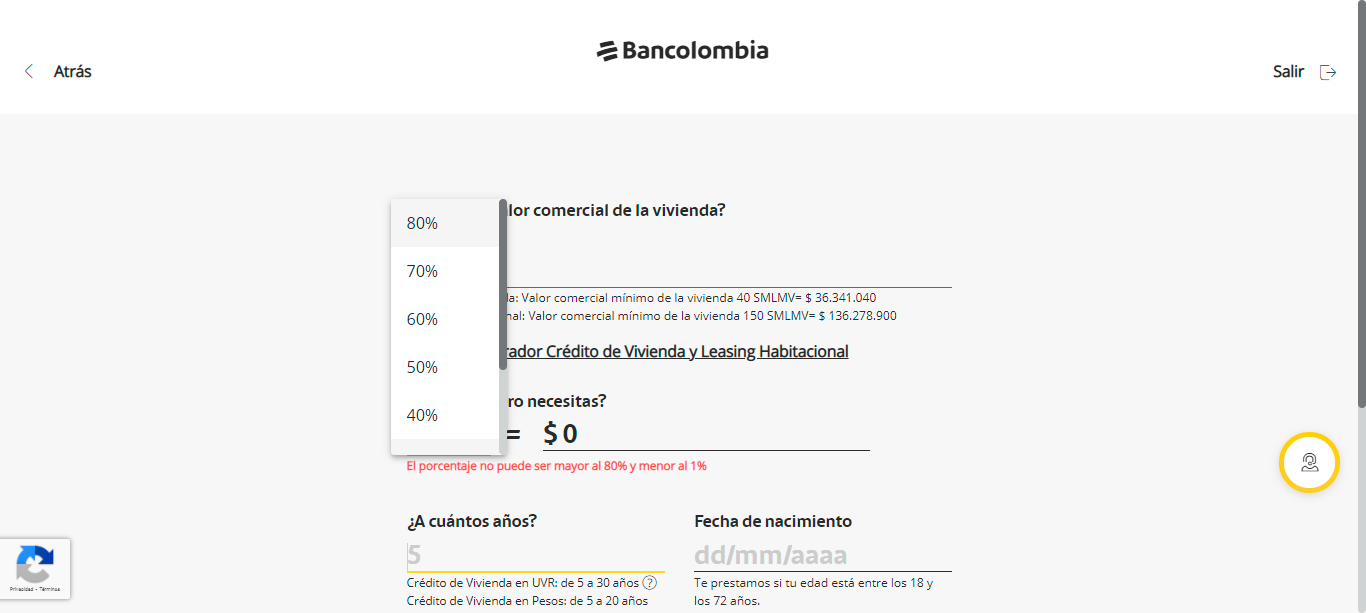 Bancolombia
Atrás
Salir
lor comercial de la vivienda?
80%
70%
60%
50%
40%
la: Valor comercial mínimo de la vivienda 40 SMLMV= $ 36.341.040
nal: Valor comercial mínimo de la vivienda 150 SMLMV= $ 136.278.900
rador Crédito de Vivienda y Leasing Habitacional
ro necesitas?
= $ 0
El porcentaje no puede ser mayor al 80% y menor al 1%
¿A cuántos años?
5
Crédito de Vivienda en UVR: de 5 a 30 años ?
Crédito de Vivienda en Pesos: de 5 a 20 años
Fecha de nacimiento
dd/mm/aaaa
Te prestamos si tu edad está entre los 18 y
los 72 años.
Privacidad - Términos